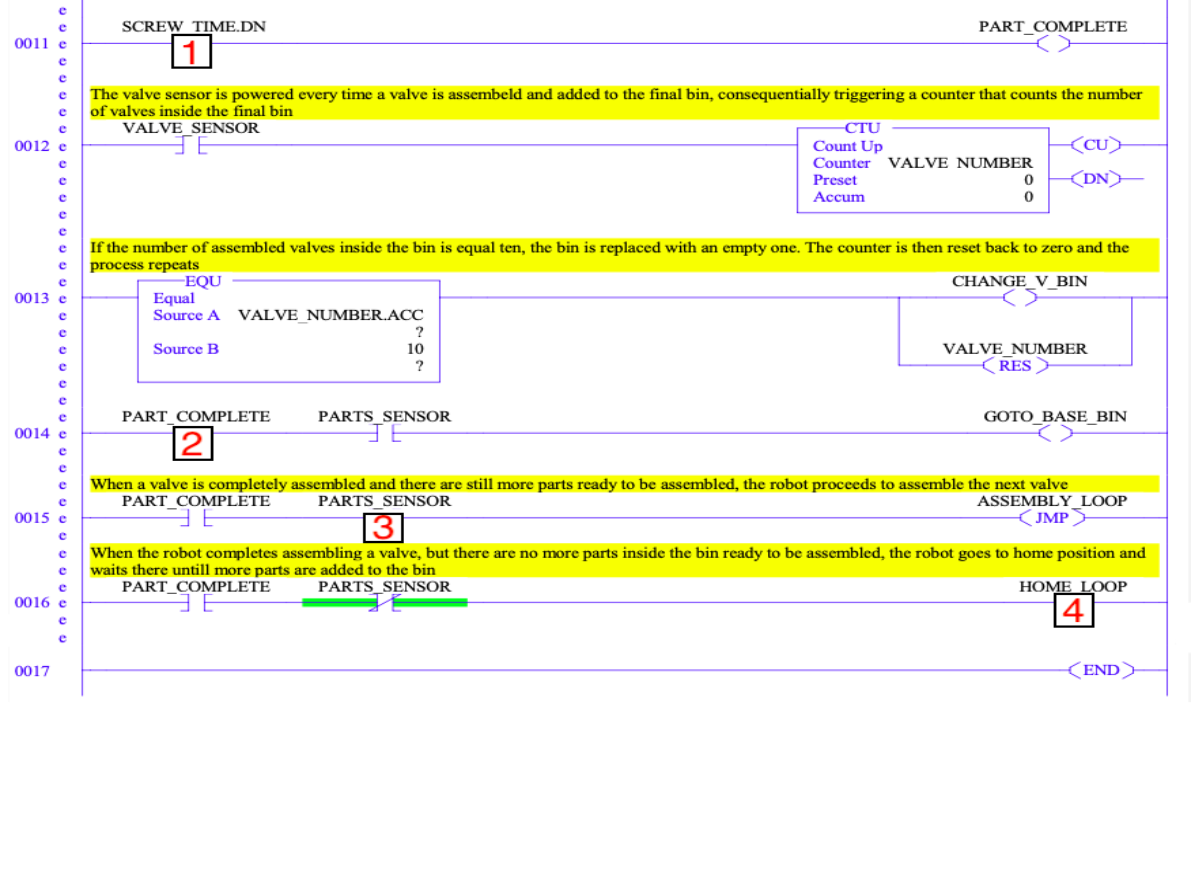 e
e
SCREW_TIME.DN PART_COMPLETE
0011 e
1
e
e
e The valve sensor is powered every time a valve is assembeld and added to the final bin, consequentially triggering a counter that counts the number
e of valves inside the final bin
e VALVE_SENSOR CTU
0012 e Count Up CU
e Counter VALVE_NUMBER
e Preset 0 DN
e Accum 0
e
e
e If the number of assembled valves inside the bin is equal ten, the bin is replaced with an empty one. The counter is then reset back to zero and the
e process repeats
e EQU CHANGE_V_BIN
0013 e Equal
e Source A VALVE_NUMBER.ACC
e ?
e Source B 10 VALVE_NUMBER
e ? RES
e
e
e PART_COMPLETE PARTS_SENSOR GOTO_BASE_BIN
0014 e 2
e
e
e When a valve is completely assembled and there are still more parts ready to be assembled, the robot proceeds to assemble the next valve
e PART_COMPLETE PARTS_SENSOR ASSEMBLY_LOOP
0015 e 3 JMP
e
e When the robot completes assembling a valve, but there are no more parts inside the bin ready to be assembled, the robot goes to home position and
e waits there untill more parts are added to the bin
e PART_COMPLETE PARTS_SENSOR HOME_LOOP
0016 e 4
e
e
0017 END